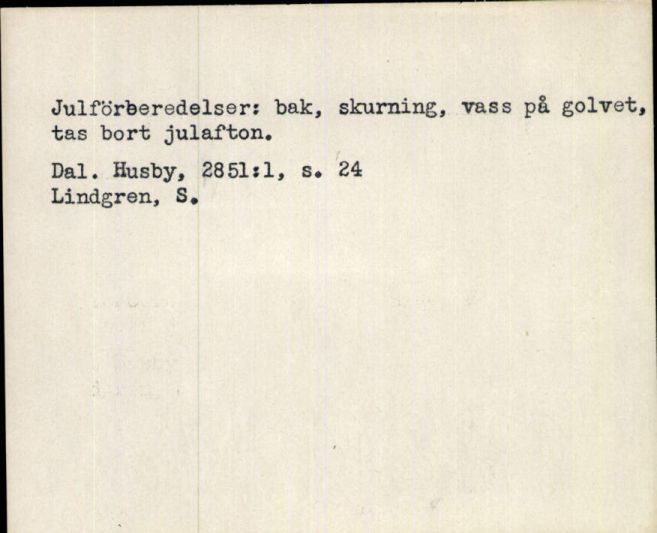 Julförberedelser: bak, skurning, vass på golvet,
tas bort julafton.
Dal. Husby, 2851:1, s. 24
Lindgren, S.